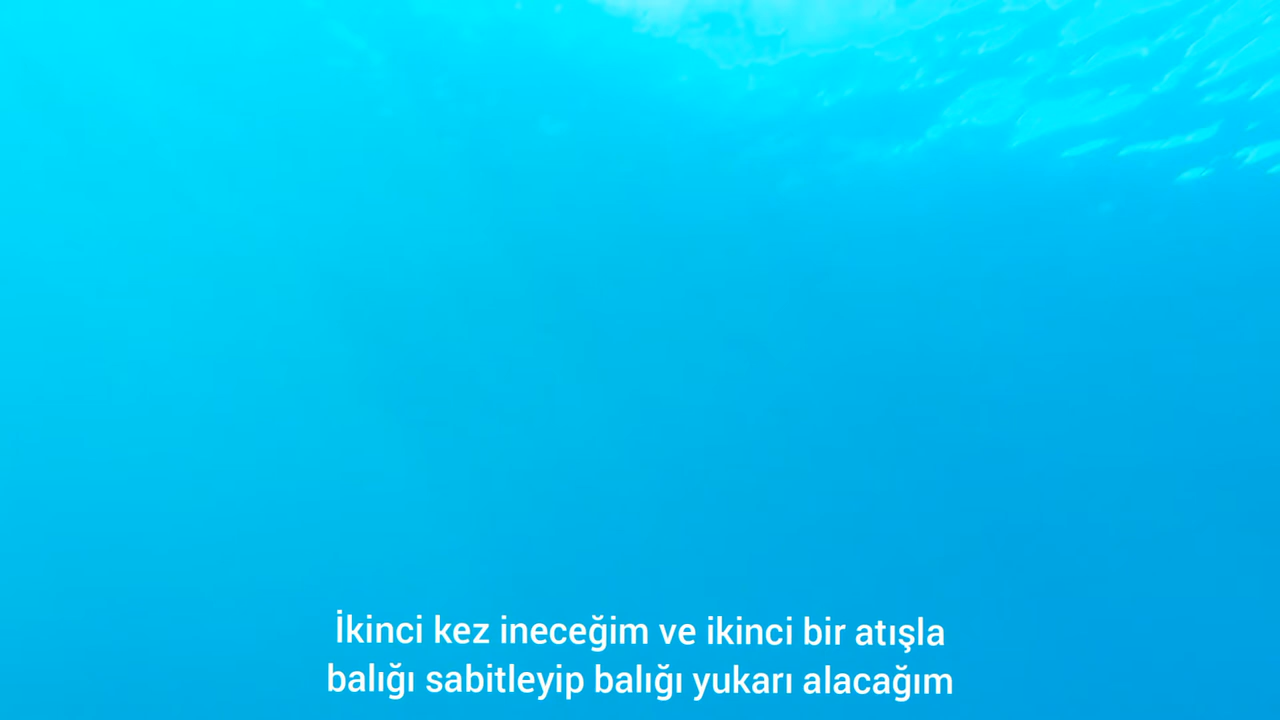 İkinci kez ineceğim ve ikinci bir atışla
balığı sabitleyip balığı yukarı alacağım